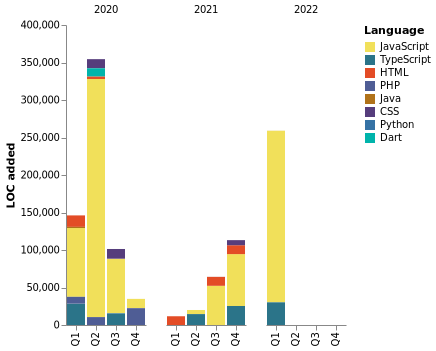 2020 2021 2022
400,000
350,000
300,000
250,000
200,000
150,000
100,000
50,000
0
LOC added
Q1 Q2 Q3 Q4 Q1 Q2 Q3 Q4 Q1 Q2 Q3 Q4
Language
JavaScript
TypeScript
HTML
PHP
Java
CSS
Python
Dart